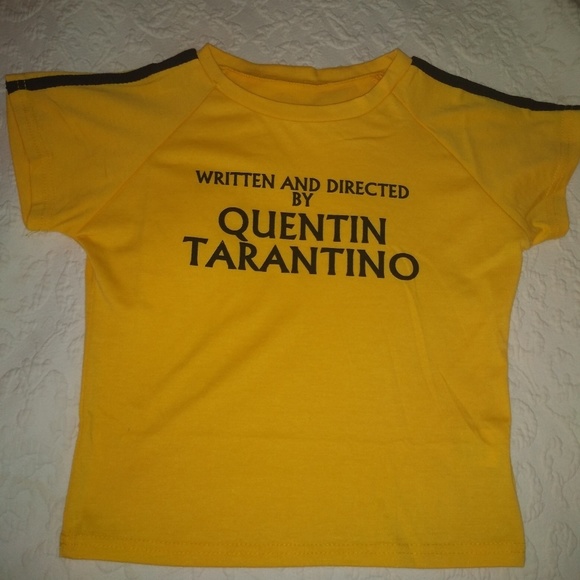 WRITTEN AND DIRECTED
BY
QUENTIN
TARANTINO